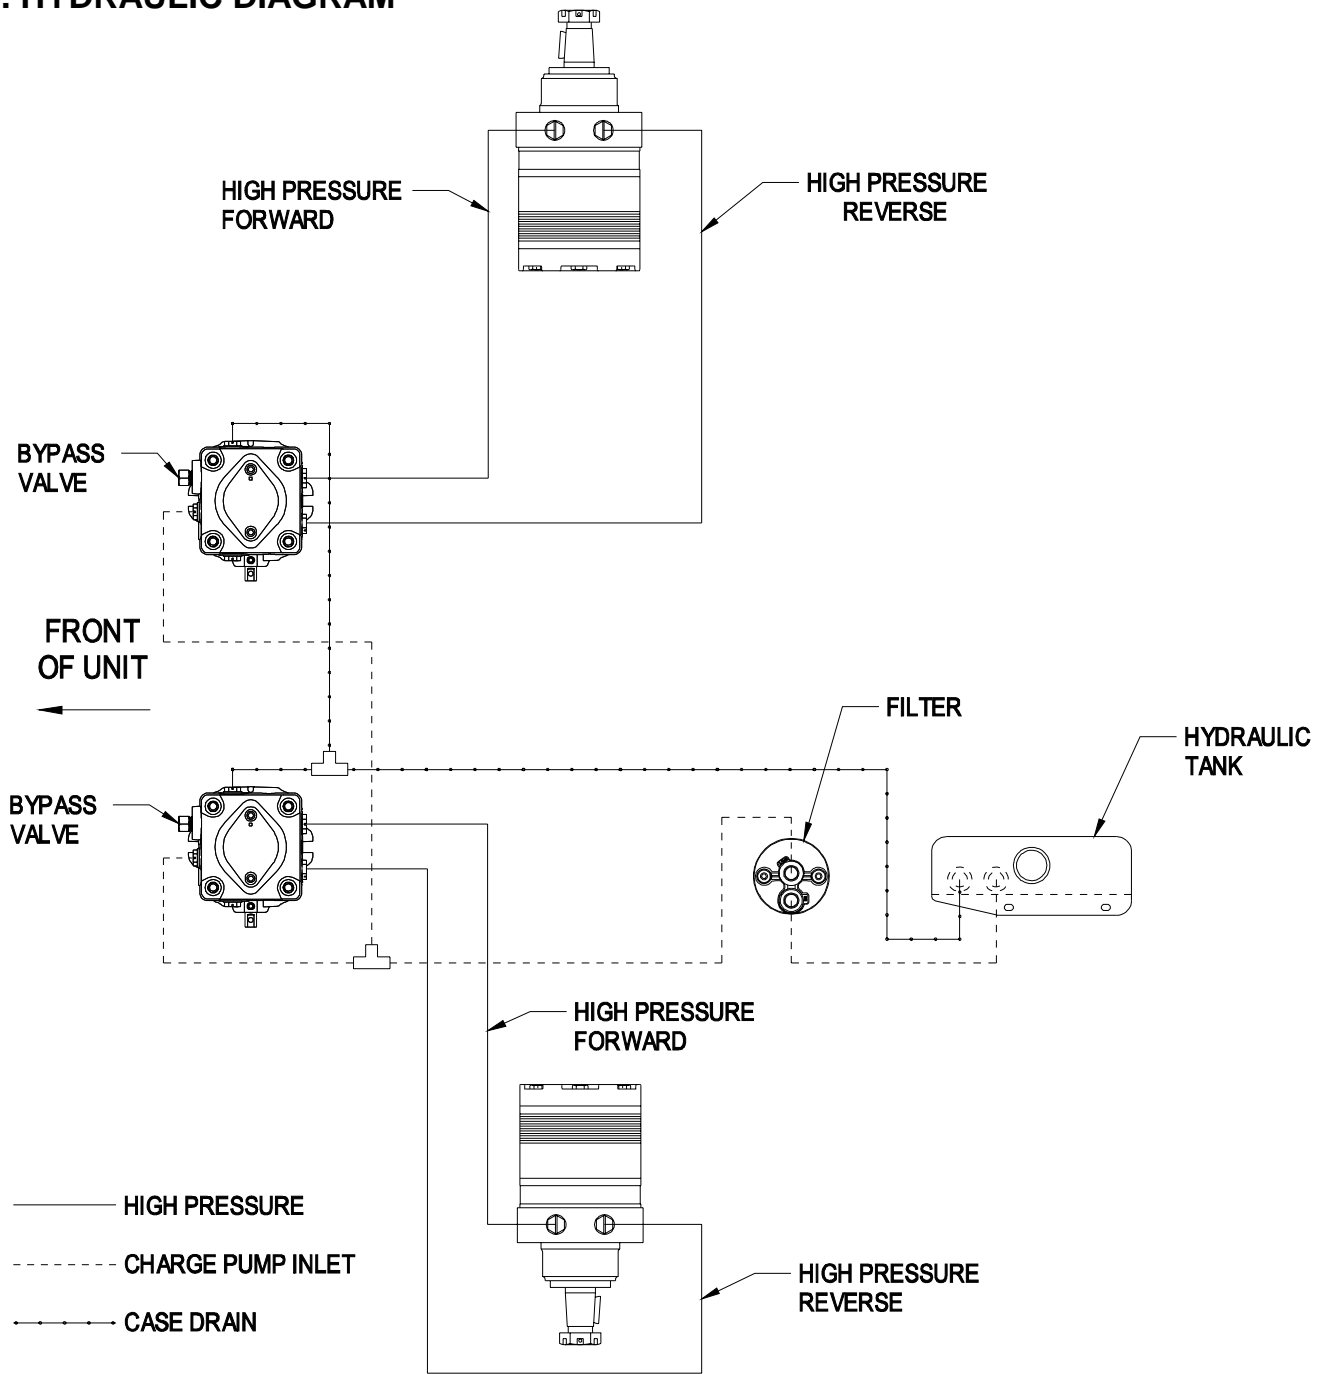 . HYDRAULIC DIAGRAM
HIGH PRESSURE
FORWARD
HIGH PRESSURE
REVERSE
BYPASS
VALVE
FRONT
OF UNIT
FILTER
HYDRAULIC
TANK
BYPASS
VALVE
HIGH PRESSURE
FORWARD
HIGH PRESSURE
CHARGE PUMP INLET
CASE DRAIN
HIGH PRESSURE
REVERSE